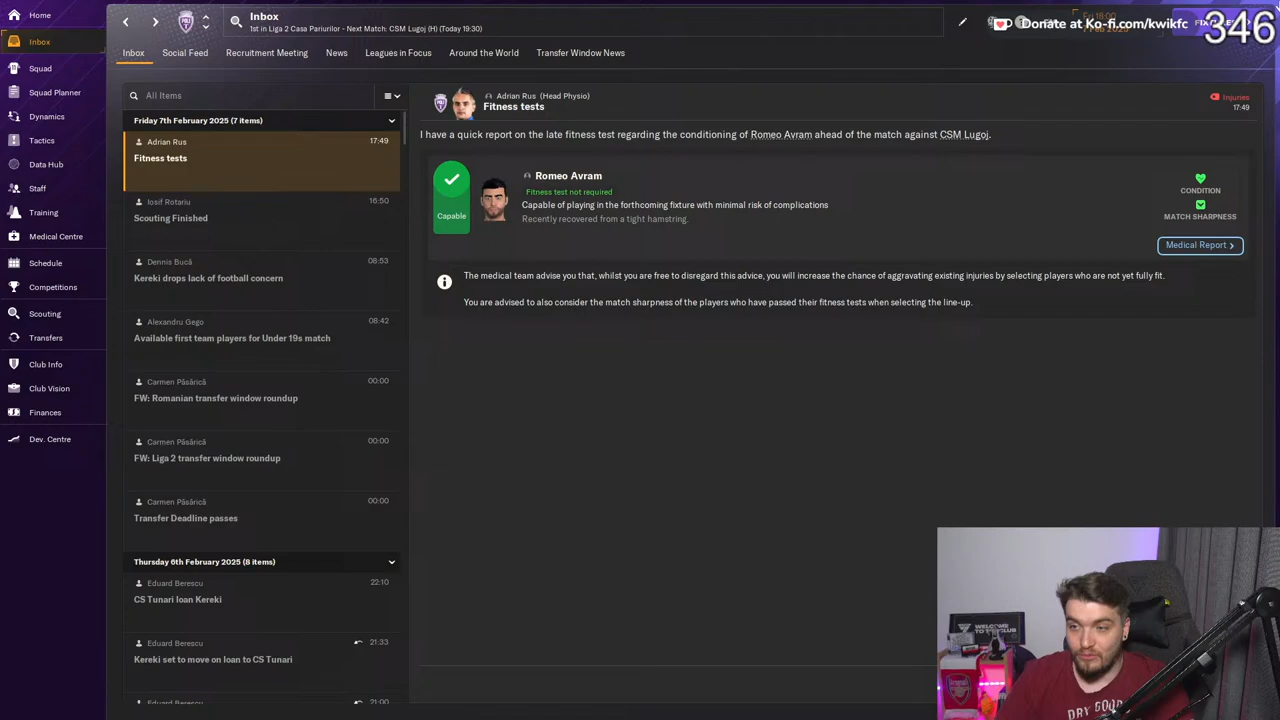 Home
Inbox
Squad
Squad Planner
Dynamics
Tactics
Data Hub
Staff
Training
Medical Centre
Schedule
Competitions
Scouting
Transfers
Club Info
Club Vision
Finances
Dev. Centre
POLI
Inbox
1st in Liga 2 Casa Pariurilor - Next Match: CSM Lugoj (H) (Today 19:30)
Donate at Ko-fi.com/kwikfc
346
Inbox Social Feed Recruitment Meeting News Leagues in Focus Around the World Transfer Window News
All Items
Friday 7th February 2025 (7 items)
Adrian Rus 17:49
Fitness tests
Iosif Rotariu 16:50
Scouting Finished
Dennis Bucă 08:53
Kereki drops lack of football concern
Alexandru Gego 08:42
Available first team players for Under 19s match
Carmen Păsărică 00:00
FW: Romanian transfer window roundup
Carmen Păsărică 00:00
FW: Liga 2 transfer window roundup
Carmen Păsărică 00:00
Transfer Deadline passes
Thursday 6th February 2025 (8 items)
Eduard Berescu 22:10
CS Tunari loan Kereki
Eduard Berescu 21:33
Kereki set to move on loan to CS Tunari
Eduard Berescu 21:00
Adrian Rus (Head Physio)
Fitness tests
Injuries
17:49
I have a quick report on the late fitness test regarding the conditioning of Romeo Avram ahead of the match against CSM Lugoj.
Capable
Romeo Avram
Fitness test not required
Capable of playing in the forthcoming fixture with minimal risk of complications
Recently recovered from a tight hamstring.
CONDITION
MATCH SHARPNESS
Medical Report
The medical team advise you that, whilst you are free to disregard this advice, you will increase the chance of aggravating existing injuries by selecting players who are not yet fully fit.
You are advised to also consider the match sharpness of the players who have passed their fitness tests when selecting the line-up.
WELCOME
Arsenal
DRY GOOD